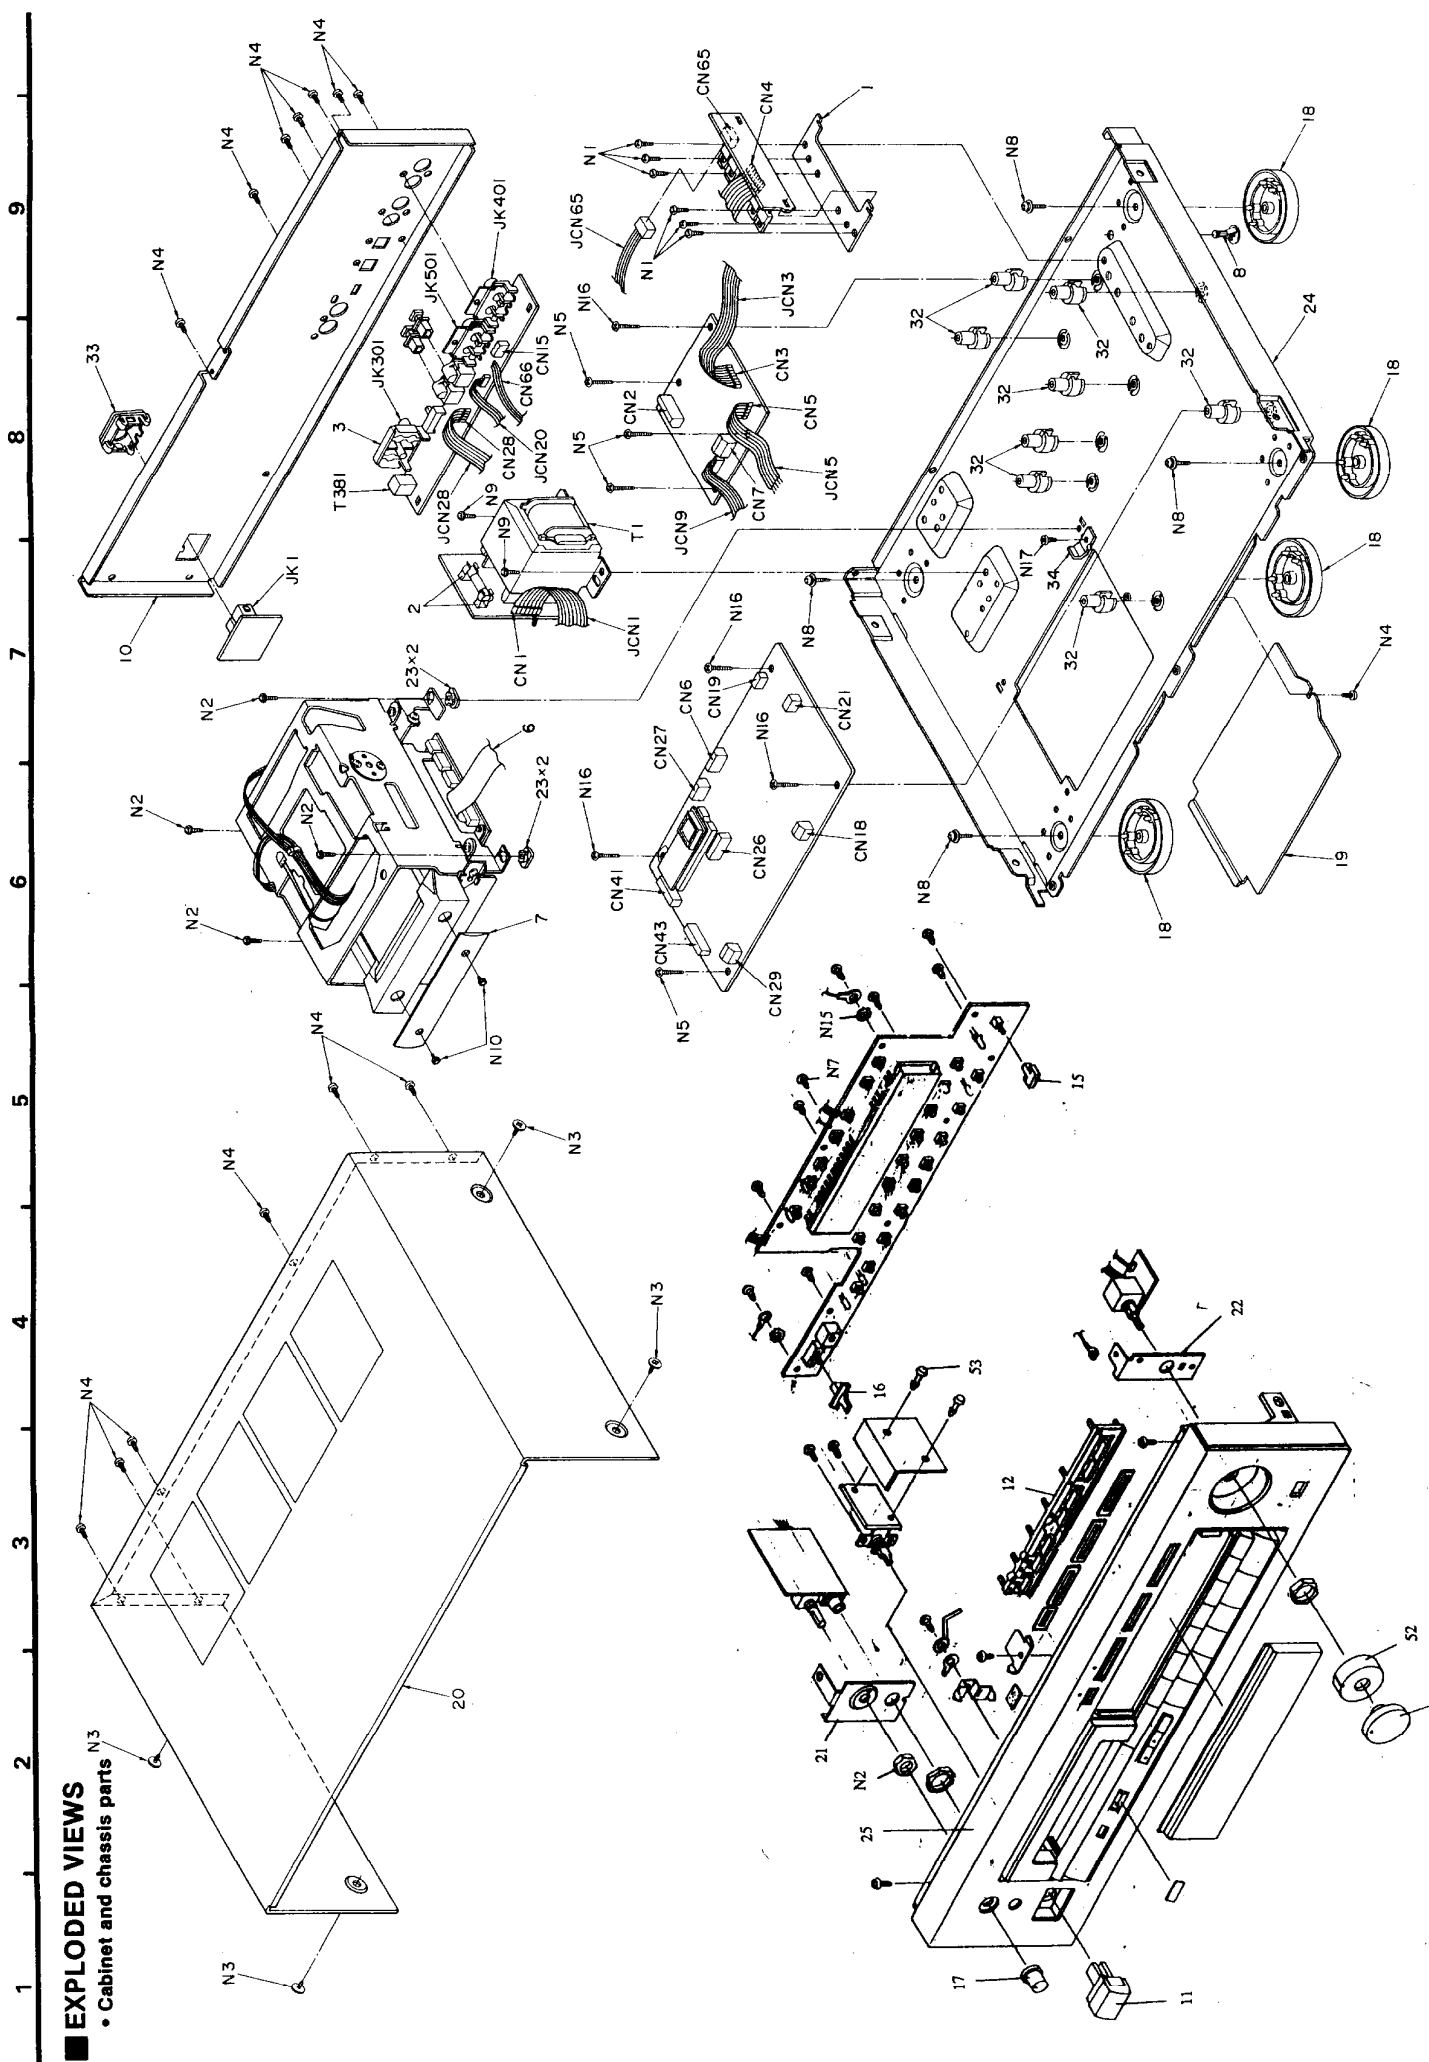 ■ EXPLODED VIEWS
• Cabinet and chassis parts
1
2
3
4
5
6
7
8
9
N4
N4
N4
N4
N4
33
10
JK1
3
JK301
JK501
JK401
T381
JCN28
CN28
JCN20
CN66
CN15
N9
N9
T1
2
CN1
JCN1
N1
CN65
CN4
1
JCN65
N1
N16
N5
N5
CN2
JCN3
CN3
CN5
JCN5
CN7
JCN9
N2
N2
N2
N2
23×2
23×2
6
7
N10
N16
N16
N16
CN19
CN6
CN27
CN21
CN26
CN18
CN41
CN43
CN29
N5
N8
18
8
24
32
32
32
32
32
32
18
N8
18
N17
34
N8
32
N4
N8
18
19
N4
N4
N4
N3
N3
N3
N3
20
N15
N7
15
16
53
22
12
21
N2
25
52
17
11